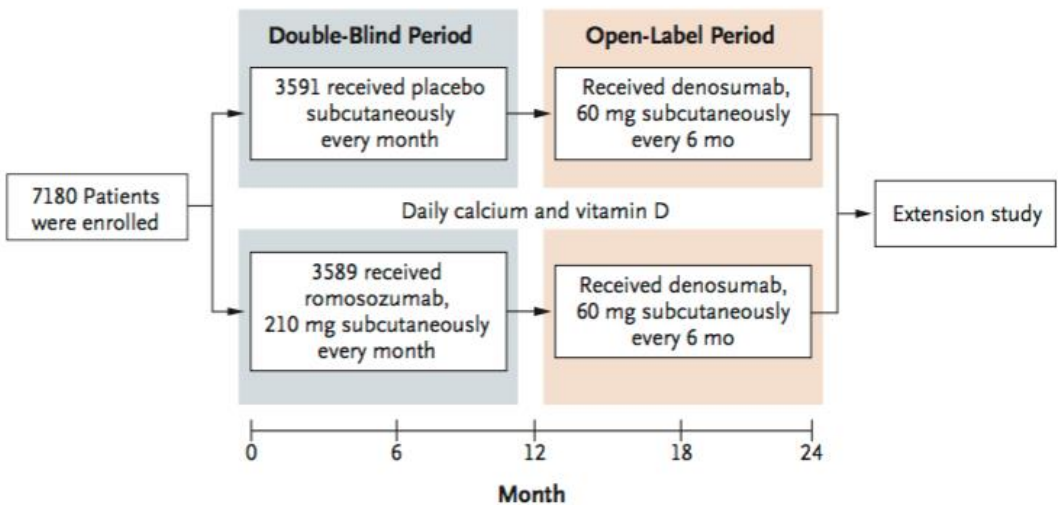 Double-Blind Period
Open-Label Period
3591 received placebo
subcutaneously
every month
Received denosumab,
60 mg subcutaneously
every 6 mo
7180 Patients
were enrolled
Daily calcium and vitamin D
Extension study
3589 received
romosozumab,
210 mg subcutaneously
every month
Received denosumab,
60 mg subcutaneously
every 6 mo
0 6 12 18 24
Month